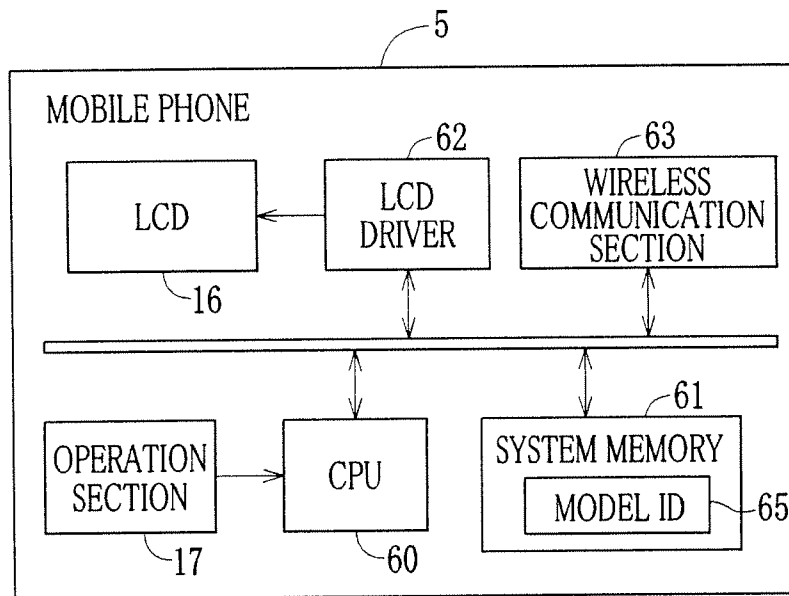 5
MOBILE PHONE
62
63
LCD
LCD
DRIVER
WIRELESS
COMMUNICATION
SECTION
16
61
OPERATION
SECTION
CPU
SYSTEM MEMORY
MODEL ID
65
17
60